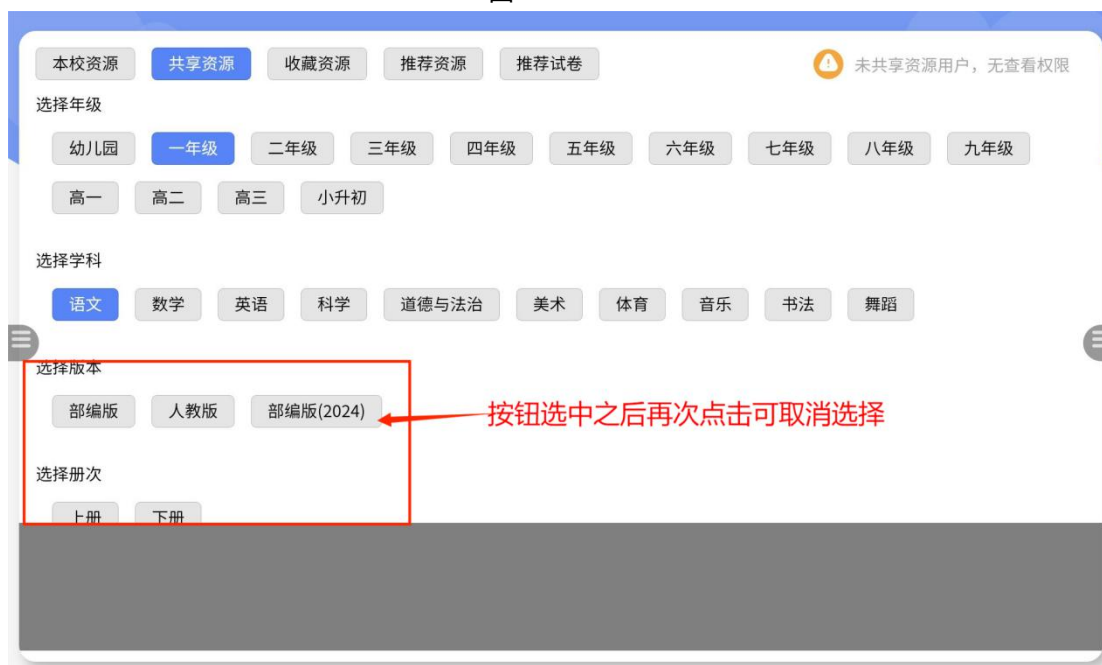 本校资源 共享资源 收藏资源 推荐资源 推荐试卷 未共享资源用户，无查看权限
选择年级
幼儿园 一年级 二年级 三年级 四年级 五年级 六年级 七年级 八年级 九年级
高一 高二 高三 小升初
选择学科
语文 数学 英语 科学 道德与法治 美术 体育 音乐 书法 舞蹈
选择版本
部编版 人教版 部编版(2024) 按钮选中之后再次点击可取消选择
选择册次
上册 下册